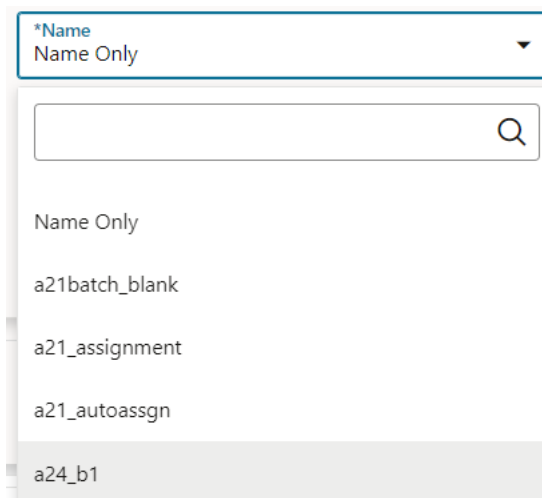 *Name
Name Only
Name Only
a21batch_blank
a21_assignment
a21_autoassgn
a24_b1